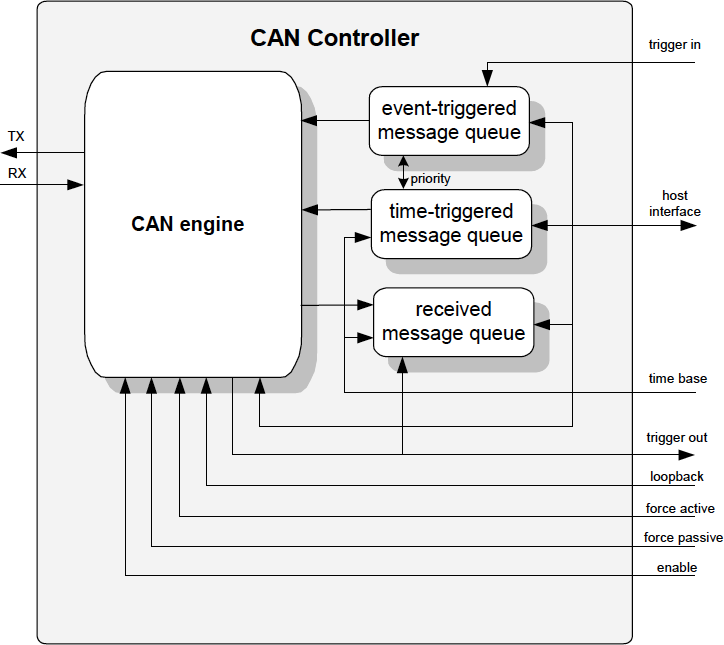 CAN Controller
trigger in
event-triggered
message queue
TX
RX
priority
host
interface
time-triggered
message queue
CAN engine
received
message queue
time base
trigger out
loopback
force active
force passive
enable